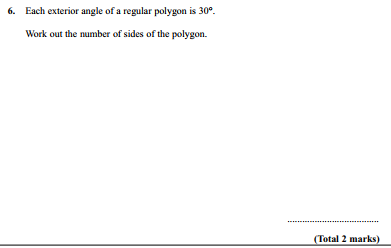 6. Each exterior angle of a regular polygon is 30°.
Work out the number of sides of the polygon.
..........................................
(Total 2 marks)